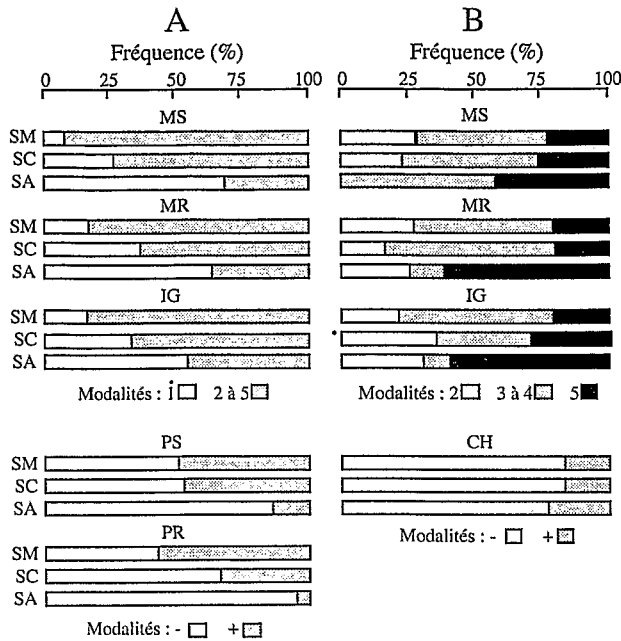 A B
Fréquence (%) Fréquence (%)
0 25 50 75 100 0 25 50 75 100
MS MS
SM
SC
SA
MR MR
SM
SC
SA
IG IG
SM
SC
SA
Modalités : 1 2 à 5 Modalités : 2 3 à 4 5
PS CH
SM
SC
SA
PR Modalités : - +
SM
SC
SA
Modalités : - +